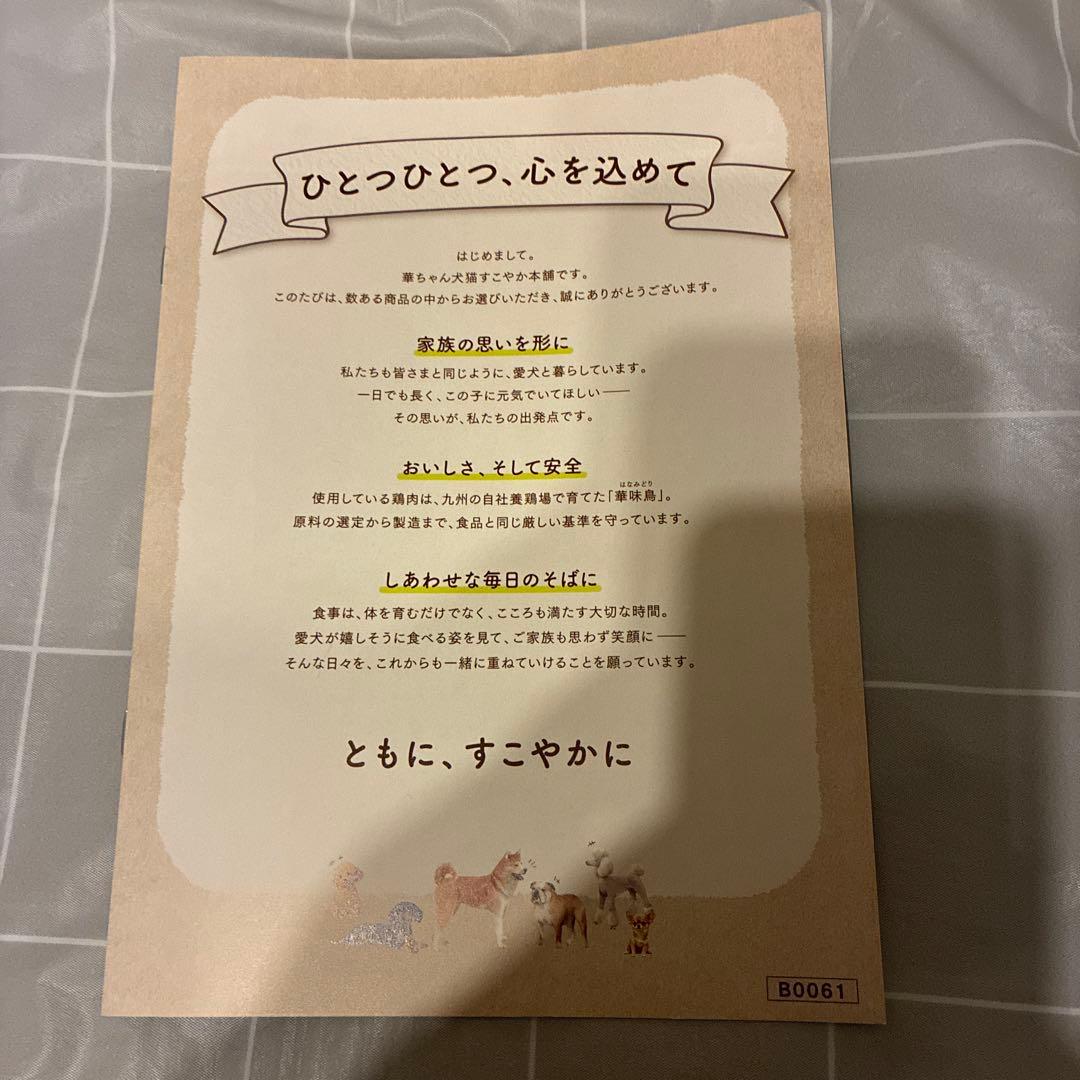 ひとつひとつ、心を込めて
はじめまして。
華ちゃん犬猫すこやか本舗です。
このたびは、数ある商品の中からお選びいただき、誠にありがとうございます。
家族の思いを形に
私たちも皆さまと同じように、愛犬と暮らしています。
一日でも長く、この子に元気でいてほしい――
その思いが、私たちの出発点です。
おいしさ、そして安全
はなみどり
使用している鶏肉は、九州の自社養鶏場で育てた「華味鳥」。
原料の選定から製造まで、食品と同じ厳しい基準を守っています。
しあわせな毎日のそばに
食事は、体を育むだけでなく、こころも満たす大切な時間。
愛犬が嬉しそうに食べる姿を見て、ご家族も思わず笑顔に――
そんな日々を、これからも一緒に重ねていけることを願っています。
ともに、すこやかに
B0061